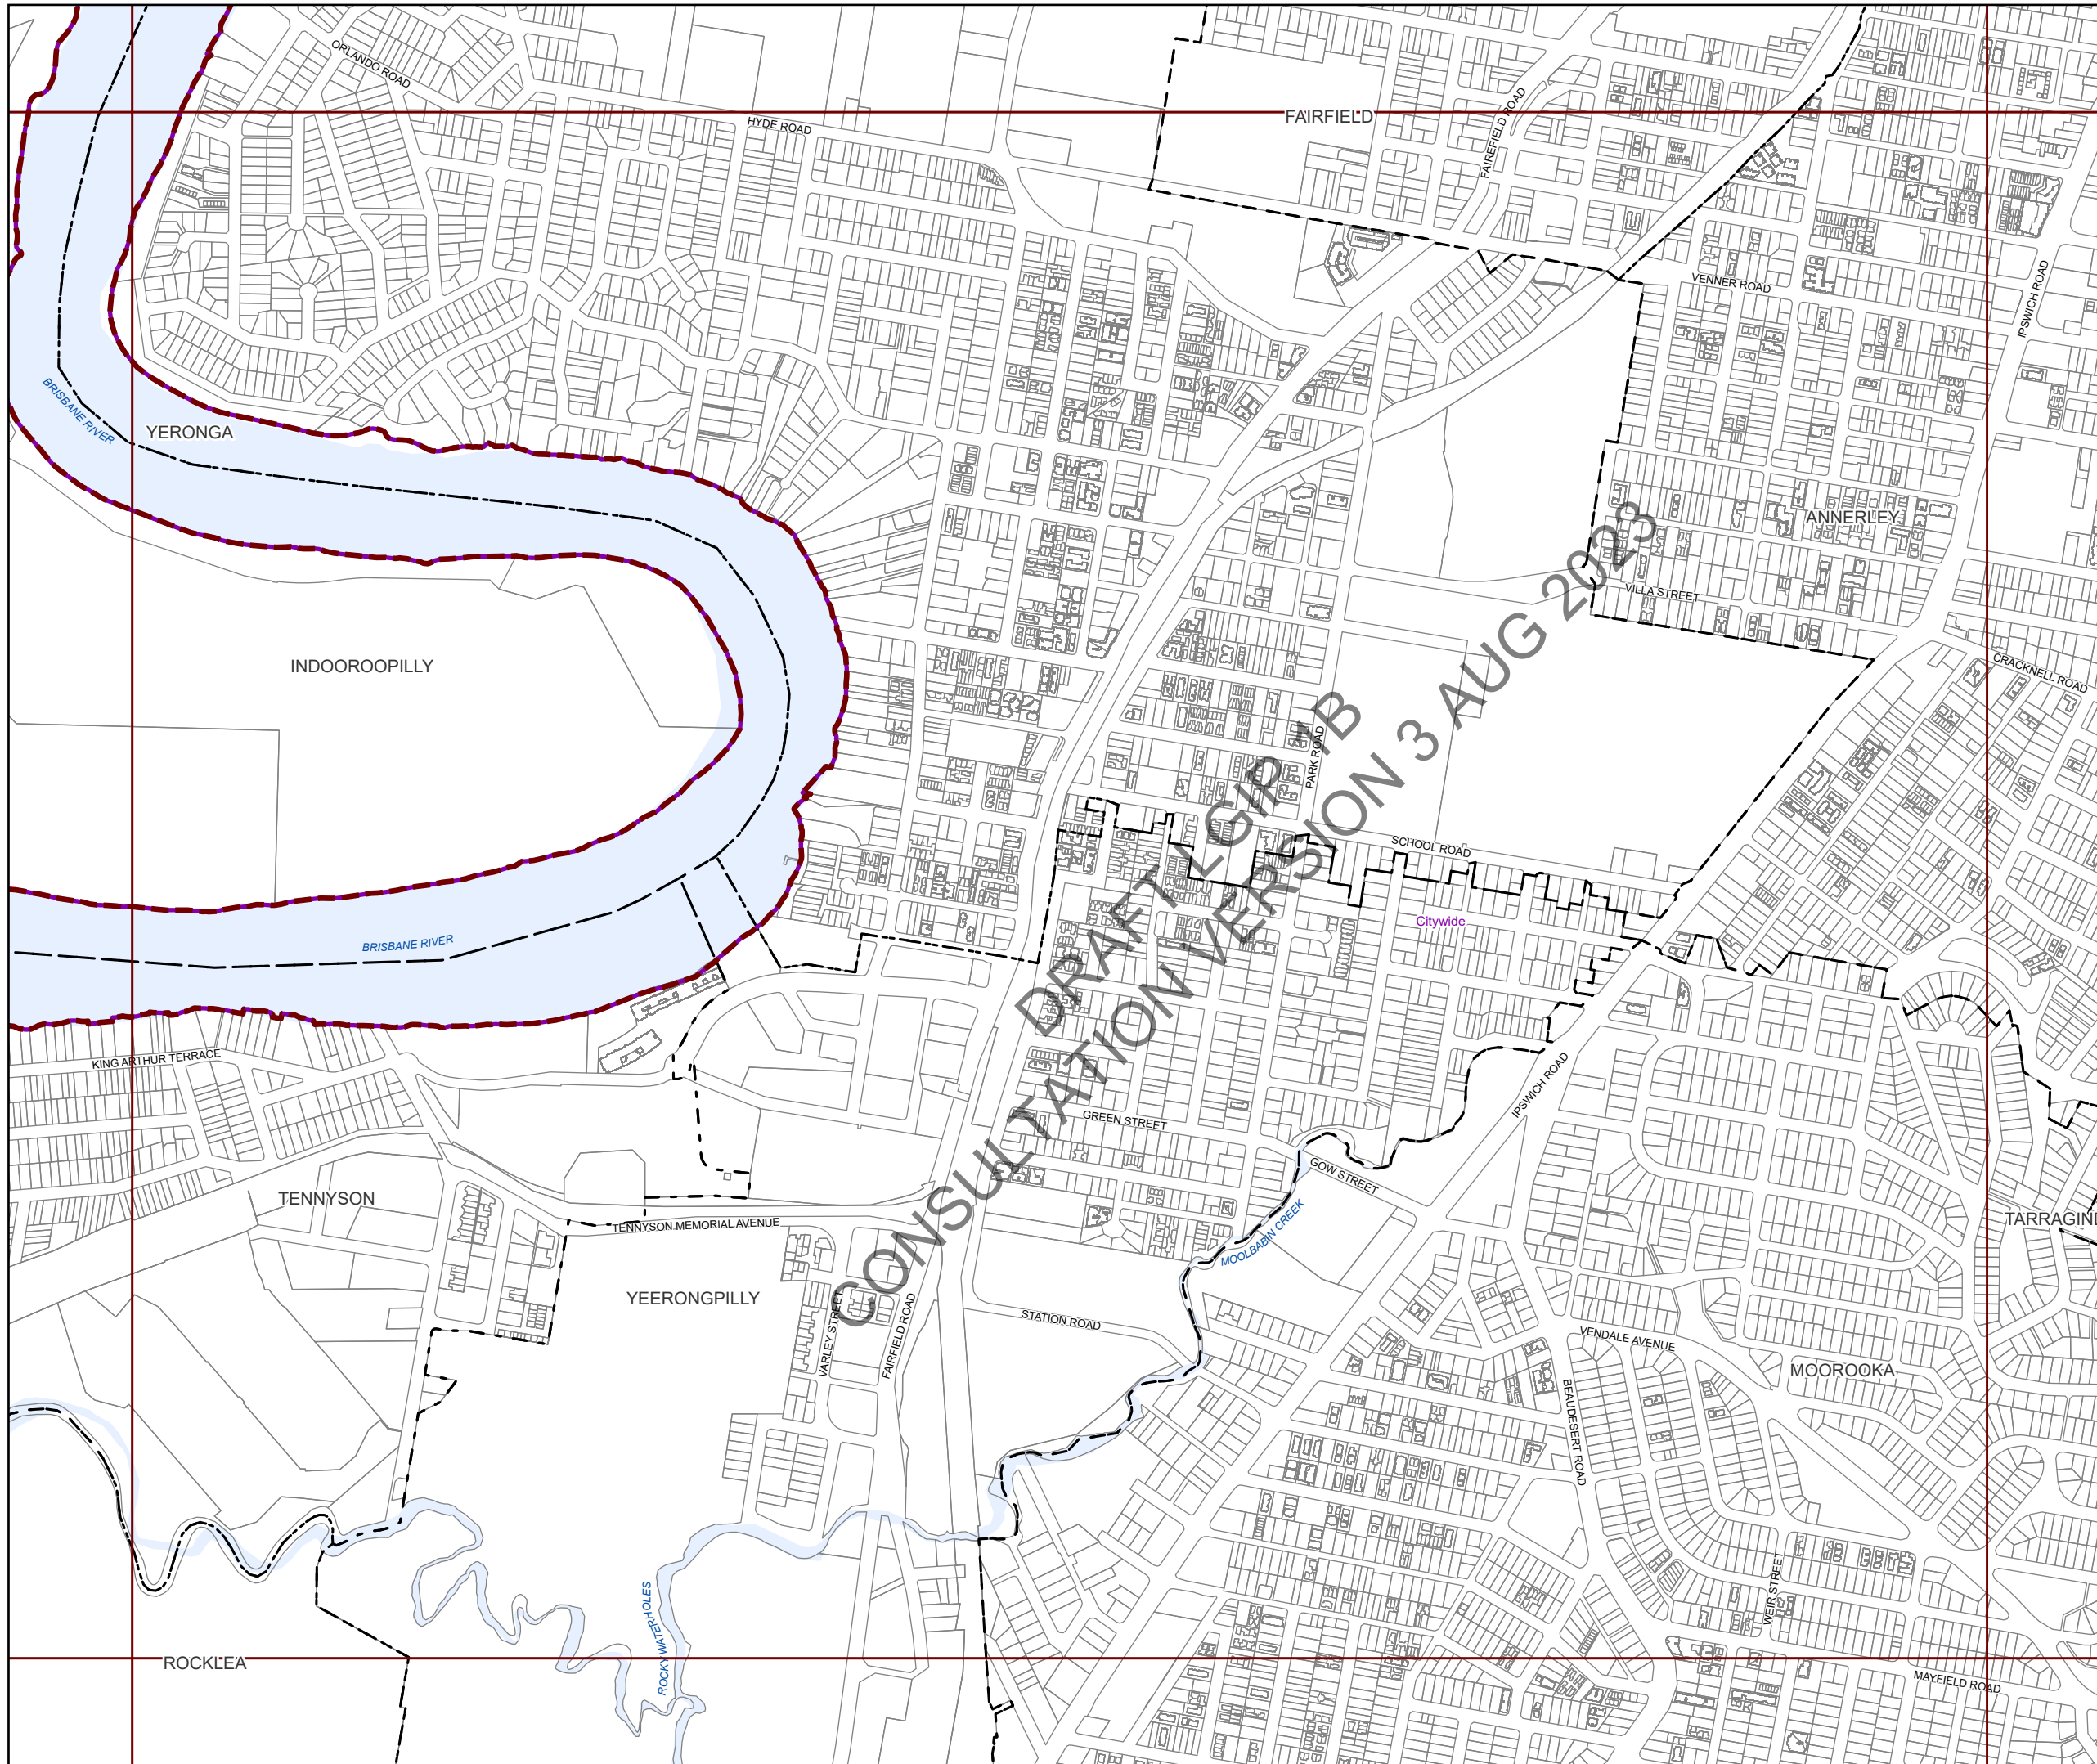 ORLANDO ROAD
HYDE ROAD
FAIRFIELD
FAIREFIELD ROAD
VENNER ROAD
IPSWICH ROAD
BRISBANE RIVER
YERONGA
ANNERLEY
VILLA STREET
INDOOROOPILLY
CRACKNELL ROAD
PARK ROAD
SCHOOL ROAD
Citywide
BRISBANE RIVER
DRAFT LGIP 1B
CONSULTATION VERSION 3 AUG 2023
KING ARTHUR TERRACE
IPSWICH ROAD
GREEN STREET
GOW STREET
TENNYSON
TENNYSON MEMORIAL AVENUE
MOOLBABIN CREEK
TARRAGIND
YEERONGPILLY
VARLEY STREET
FAIRFIELD ROAD
STATION ROAD
VENDALE AVENUE
MOOROOKA
BEAUDESERT ROAD
WEIR STREET
ROCKY WATERHOLES
ROCKLEA
MAYFIELD ROAD